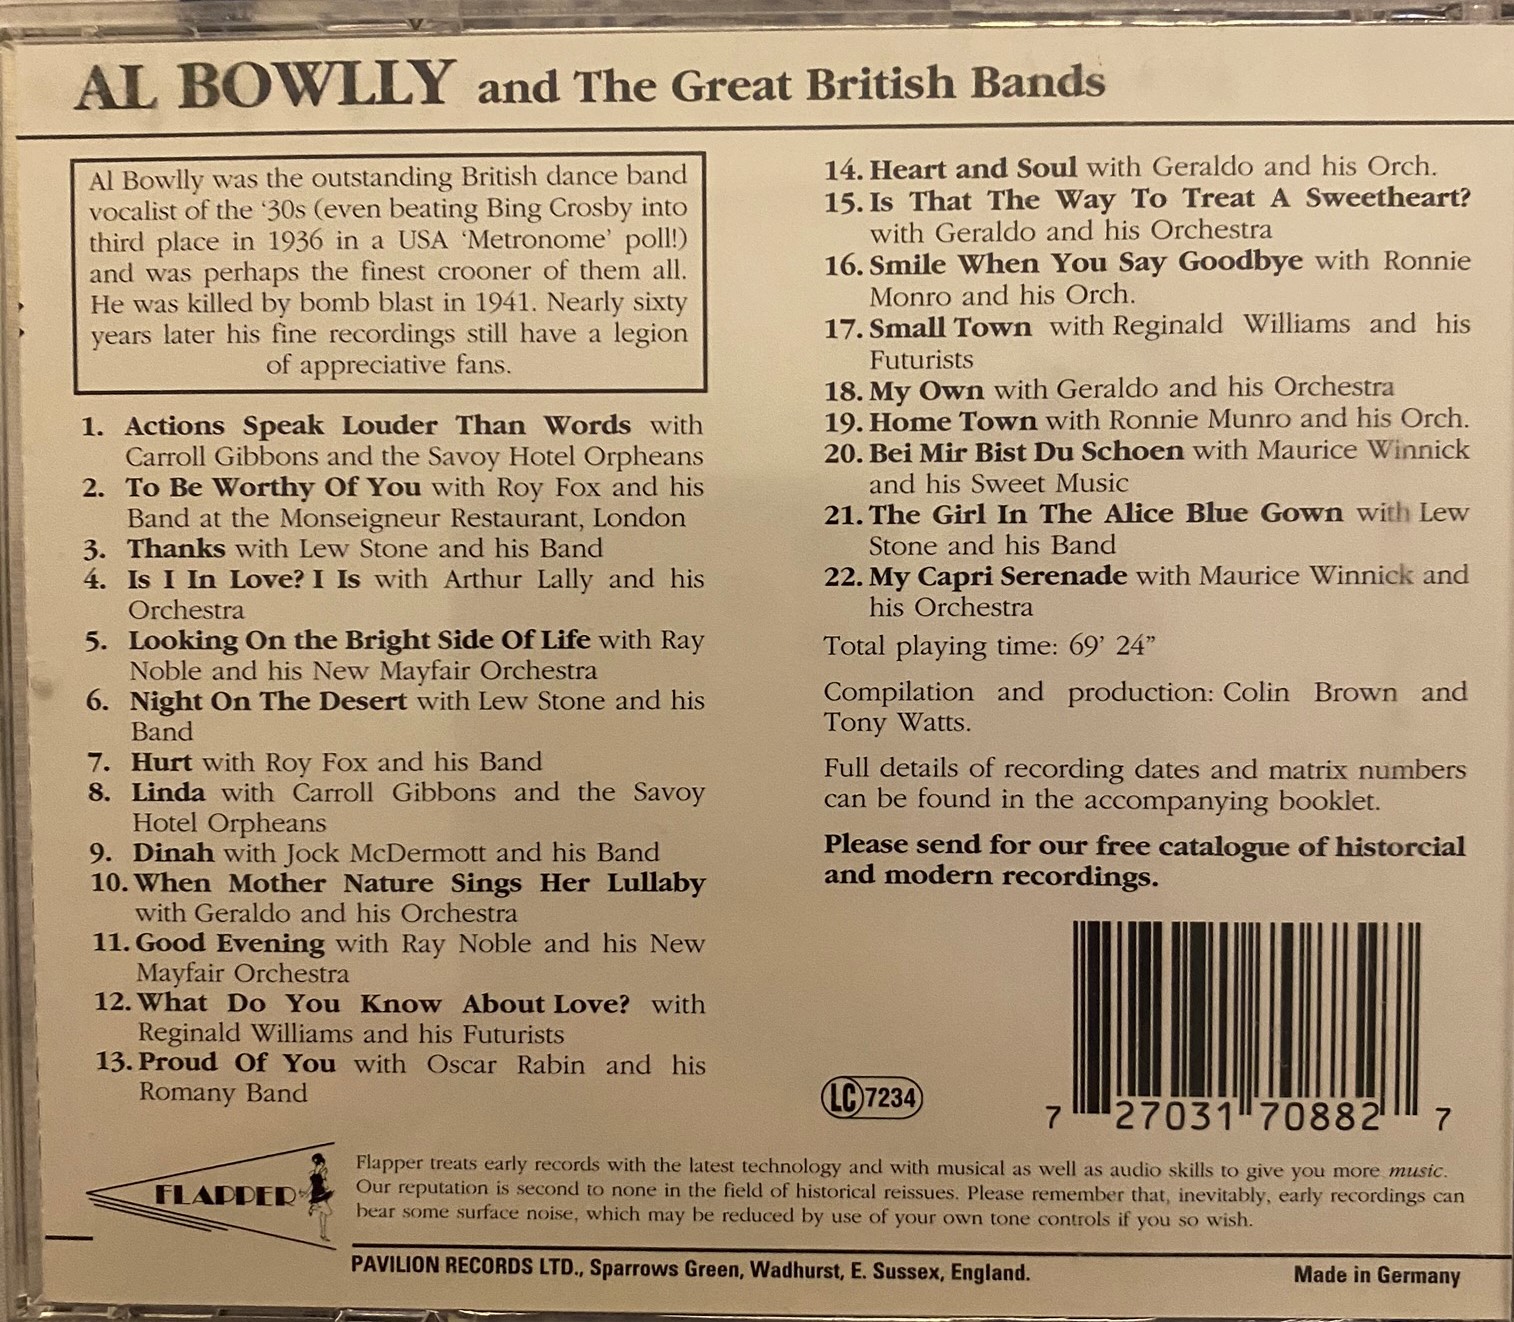 AL BOWLLY and The Great British Bands
Al Bowlly was the outstanding British dance band
vocalist of the '30s (even beating Bing Crosby into
third place in 1936 in a USA 'Metronome' poll!)
and was perhaps the finest crooner of them all.
He was killed by bomb blast in 1941. Nearly sixty
years later his fine recordings still have a legion
of appreciative fans.
1. Actions Speak Louder Than Words with
Carroll Gibbons and the Savoy Hotel Orpheans
2. To Be Worthy Of You with Roy Fox and his
Band at the Monseigneur Restaurant, London
3. Thanks with Lew Stone and his Band
4. Is I In Love? I Is with Arthur Lally and his
Orchestra
5. Looking On the Bright Side Of Life with Ray
Noble and his New Mayfair Orchestra
6. Night On The Desert with Lew Stone and his
Band
7. Hurt with Roy Fox and his Band
8. Linda with Carroll Gibbons and the Savoy
Hotel Orpheans
9. Dinah with Jock McDermott and his Band
10. When Mother Nature Sings Her Lullaby
with Geraldo and his Orchestra
11. Good Evening with Ray Noble and his New
Mayfair Orchestra
12. What Do You Know About Love? with
Reginald Williams and his Futurists
13. Proud Of You with Oscar Rabin and his
Romany Band
14. Heart and Soul with Geraldo and his Orch.
15. Is That The Way To Treat A Sweetheart?
with Geraldo and his Orchestra
16. Smile When You Say Goodbye with Ronnie
Monro and his Orch.
17. Small Town with Reginald Williams and his
Futurists
18. My Own with Geraldo and his Orchestra
19. Home Town with Ronnie Munro and his Orch.
20. Bei Mir Bist Du Schoen with Maurice Winnick
and his Sweet Music
21. The Girl In The Alice Blue Gown with Lew
Stone and his Band
22. My Capri Serenade with Maurice Winnick and
his Orchestra
Total playing time: 69' 24"
Compilation and production: Colin Brown and
Tony Watts.
Full details of recording dates and matrix numbers
can be found in the accompanying booklet.
Please send for our free catalogue of historcial
and modern recordings.
LC 7234
7 27031 70882 7
FLAPPER
Flapper treats early records with the latest technology and with musical as well as audio skills to give you more music.
Our reputation is second to none in the field of historical reissues. Please remember that, inevitably, early recordings can
bear some surface noise, which may be reduced by use of your own tone controls if you so wish.
PAVILION RECORDS LTD., Sparrows Green, Wadhurst, E. Sussex, England.
Made in Germany